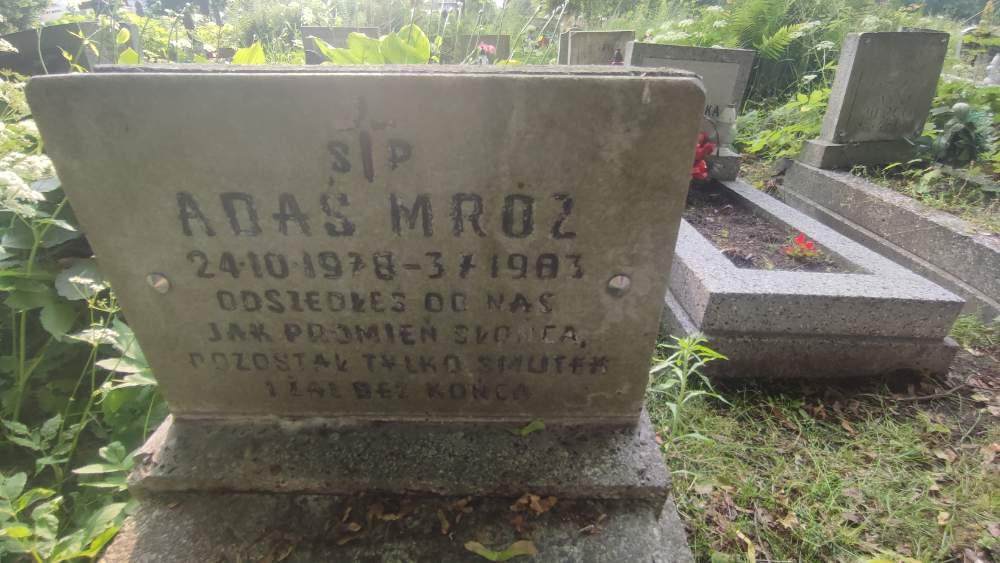 Ś P
ADAŚ MRÓZ
24·10·1978-3 7 1983
ODSZEDŁEŚ OD NAS
JAK PROMIEŃ SŁOŃCA,
POZOSTAŁ TYLKO SMUTEK
I ŻAL BEZ KOŃCA